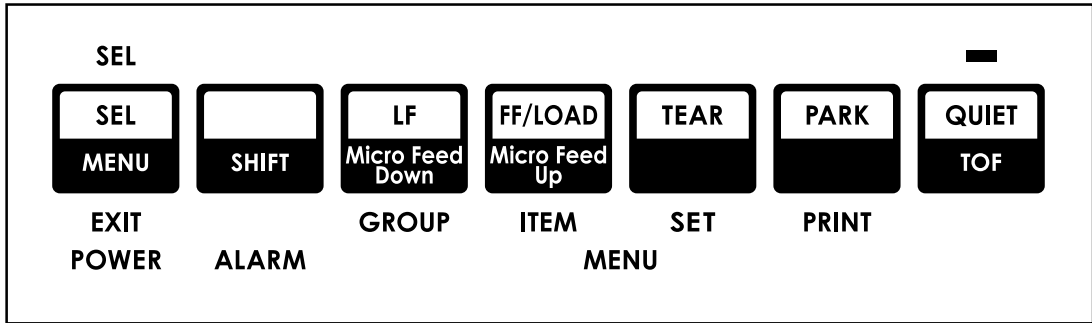 SEL
SEL LF FF/LOAD TEAR PARK QUIET
MENU SHIFT Micro Feed Down Micro Feed Up TOF
EXIT GROUP ITEM SET PRINT
POWER ALARM MENU